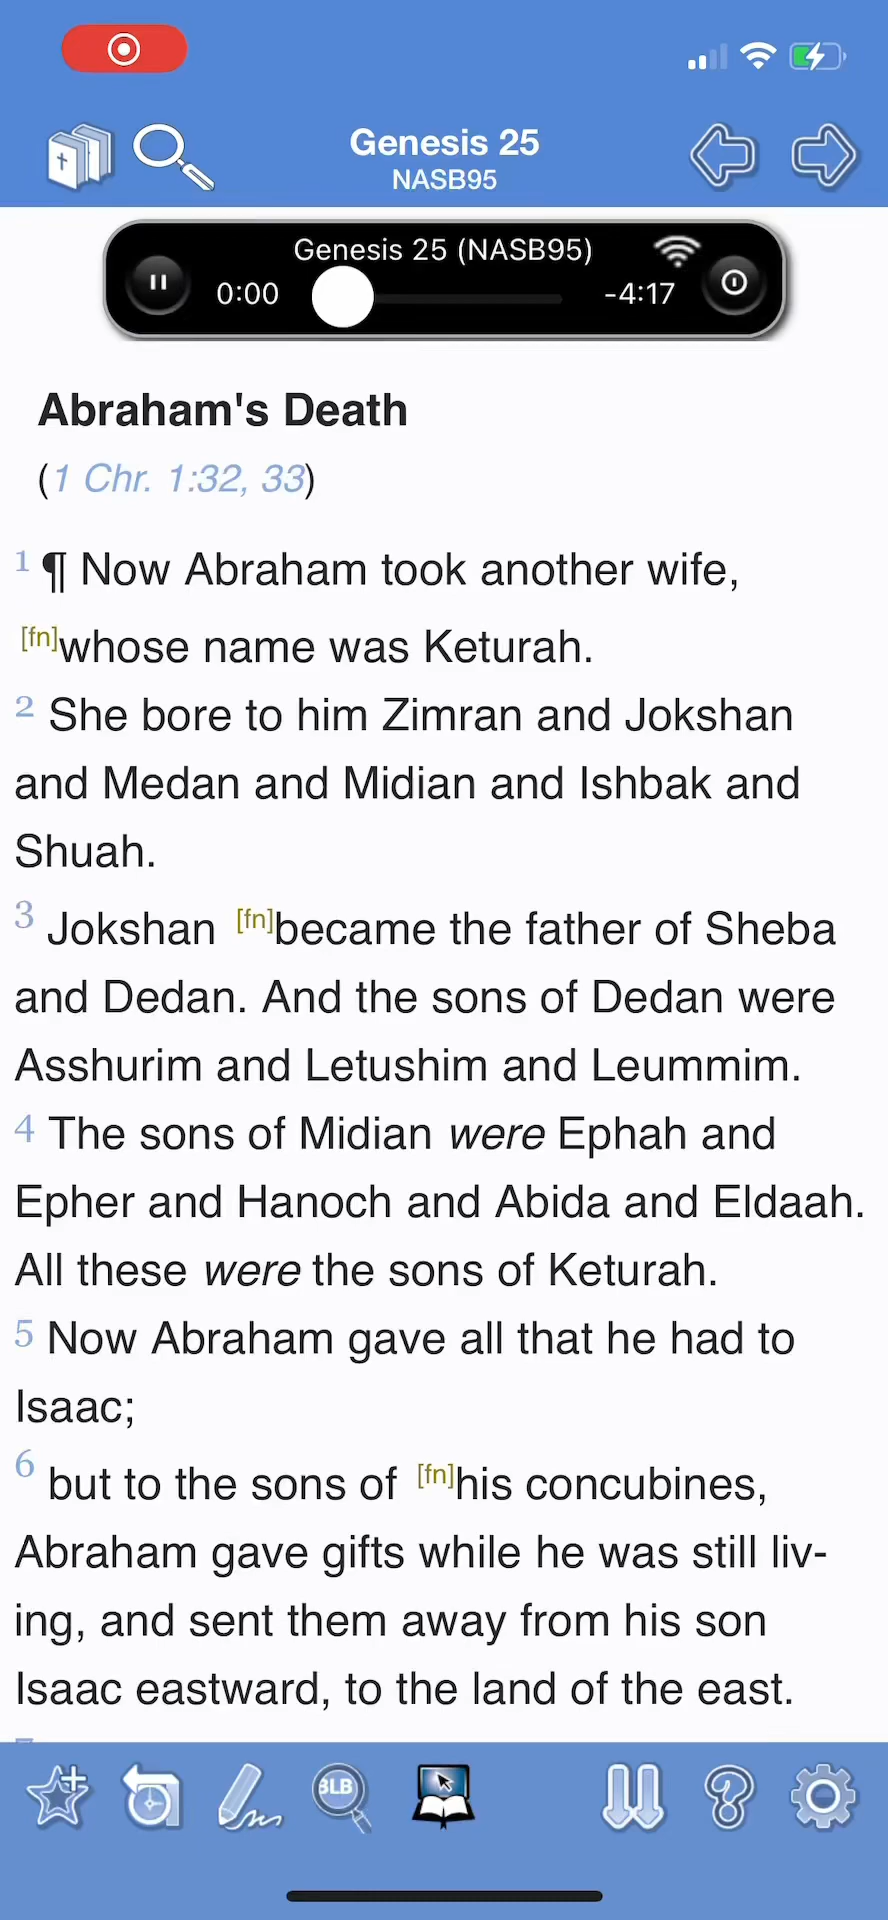 Genesis 25
NASB95
Genesis 25 (NASB95)
0:00
-4:17
Abraham's Death
(1 Chr. 1:32, 33)
1 ¶ Now Abraham took another wife,
[fn]whose name was Keturah.
2 She bore to him Zimran and Jokshan
and Medan and Midian and Ishbak and
Shuah.
3 Jokshan [fn]became the father of Sheba
and Dedan. And the sons of Dedan were
Asshurim and Letushim and Leummim.
4 The sons of Midian were Ephah and
Epher and Hanoch and Abida and Eldaah.
All these were the sons of Keturah.
5 Now Abraham gave all that he had to
Isaac;
6 but to the sons of [fn]his concubines,
Abraham gave gifts while he was still liv-
ing, and sent them away from his son
Isaac eastward, to the land of the east.
BLB